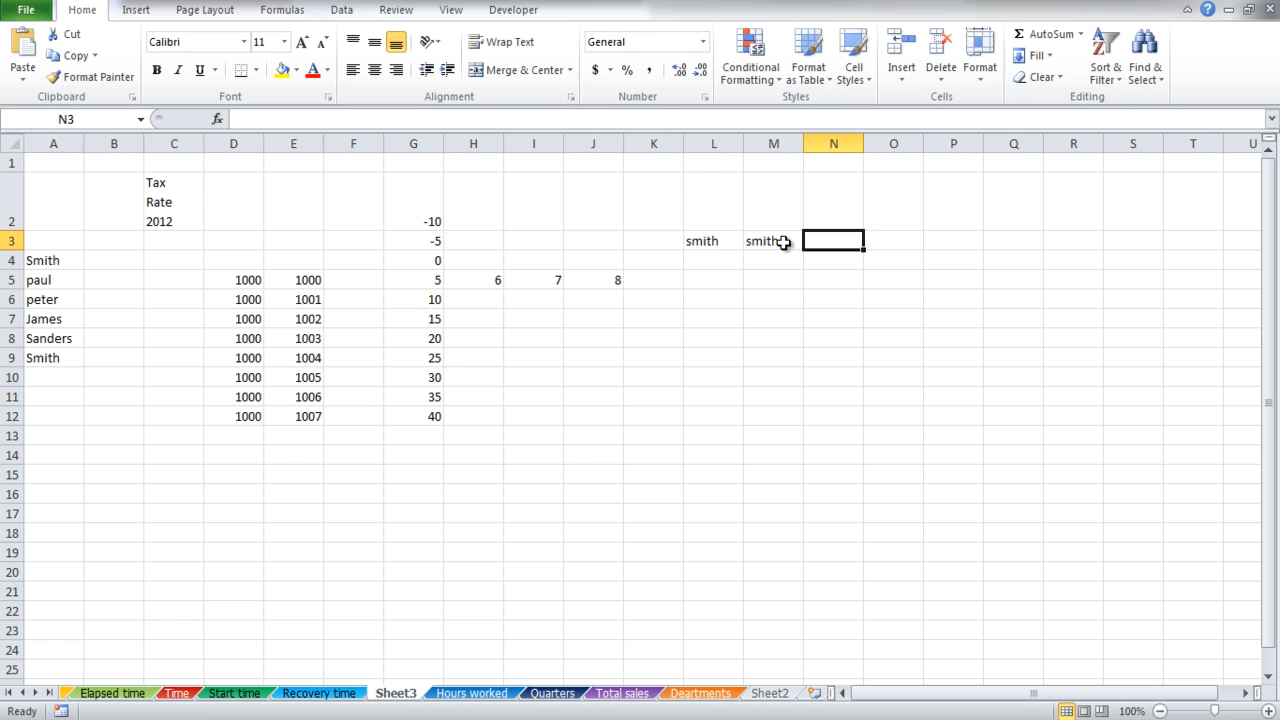 File Home Insert Page Layout Formulas Data Review View Developer
Paste Cut Copy Format Painter
Clipboard
Calibri 11
B I U
Font
Wrap Text
Merge & Center
Alignment
General
$ % ,
Number
Conditional Formatting Format as Table Cell Styles
Styles
Insert Delete Format
Cells
AutoSum
Fill
Clear
Sort & Filter Find & Select
Editing
N3 fx
A B C D E F G H I J K L M N O P Q R S T U
1
2 Tax Rate 2012 -10
3 -5 smith smith
4 Smith 0
5 paul 1000 1000 5 6 7 8
6 peter 1000 1001 10
7 James 1000 1002 15
8 Sanders 1000 1003 20
9 Smith 1000 1004 25
10 1000 1005 30
11 1000 1006 35
12 1000 1007 40
13
14
15
16
17
18
19
20
21
22
23
24
25
Elapsed time Time Start time Recovery time Sheet3 Hours worked Quarters Total sales Deartments Sheet2
Ready 100%